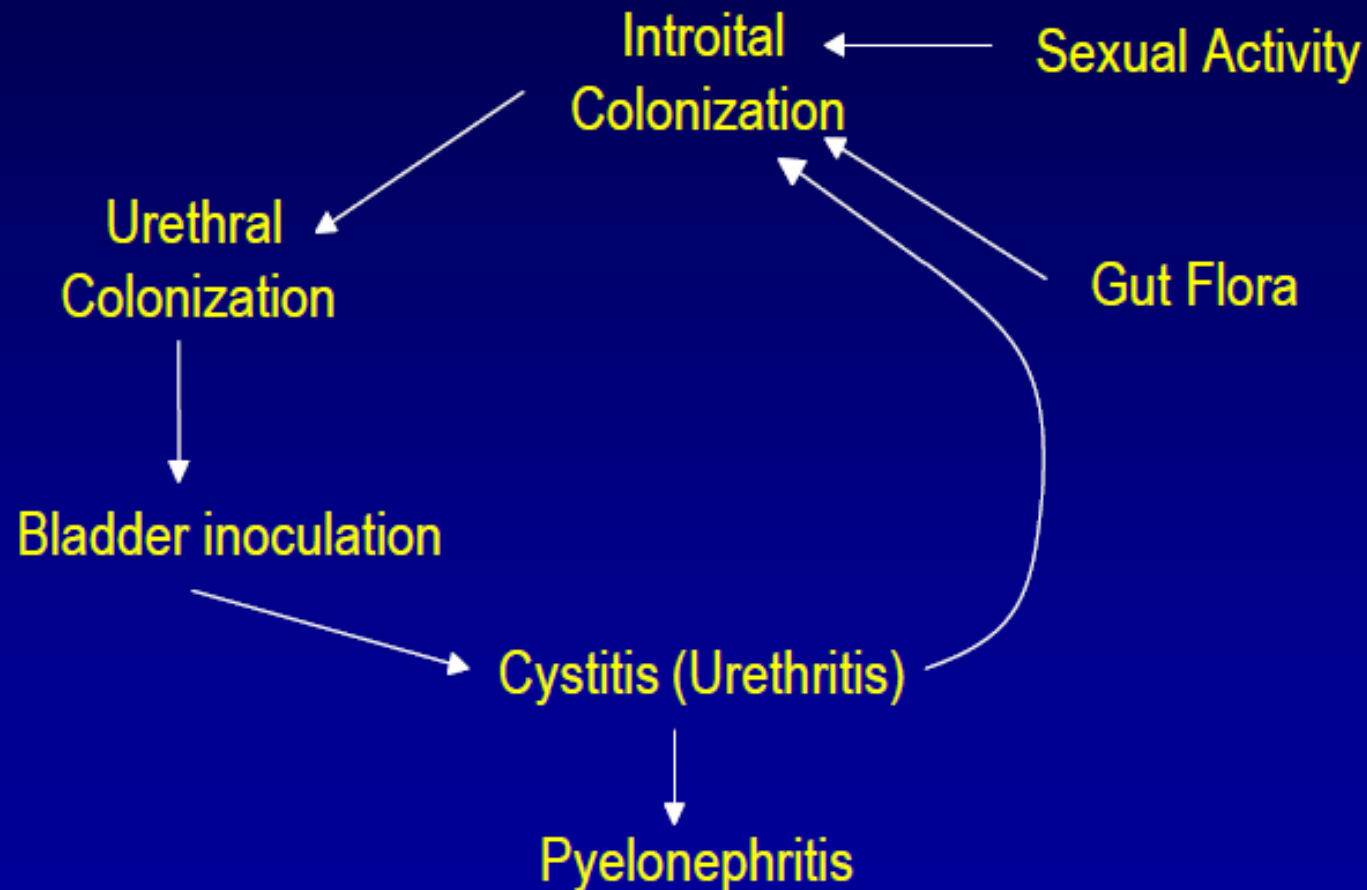 Introital
Colonization
Sexual Activity
Urethral
Colonization
Gut Flora
Bladder inoculation
Cystitis (Urethritis)
Pyelonephritis